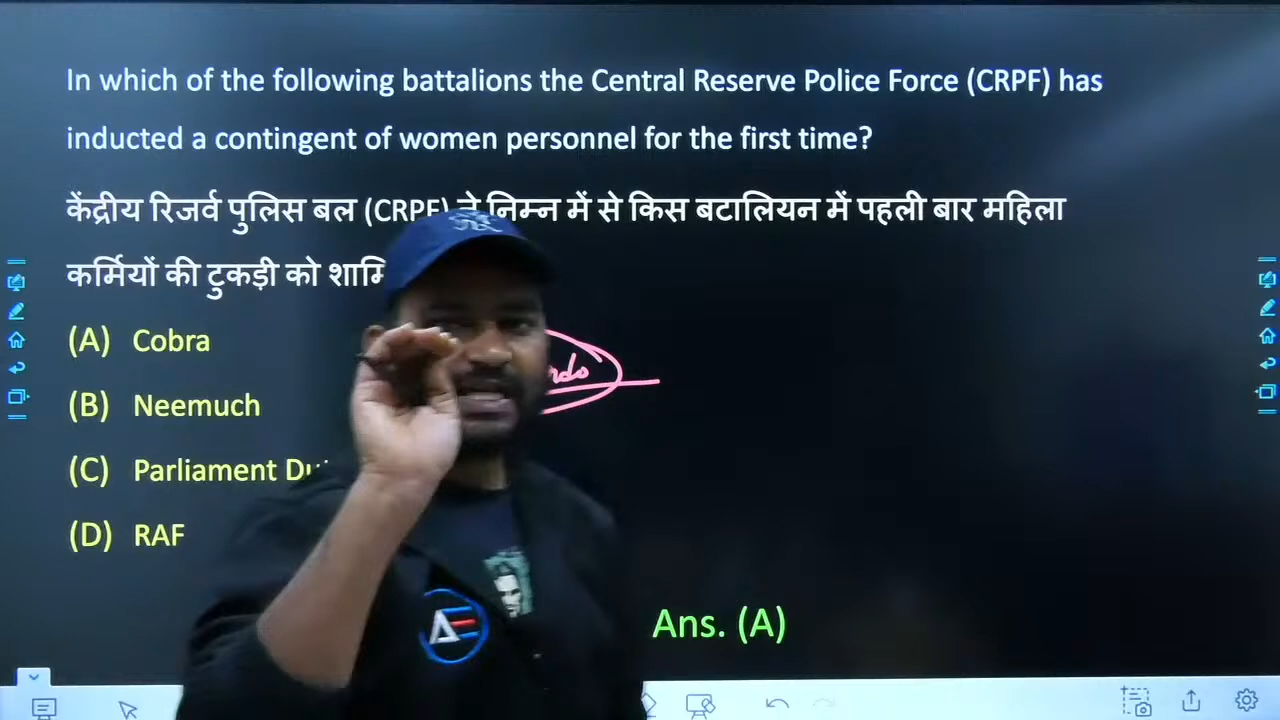 In which of the following battalions the Central Reserve Police Force (CRPF) has
inducted a contingent of women personnel for the first time?
केंद्रीय रिजर्व पुलिस बल (CRPF) ने निम्न में से किस बटालियन में पहली बार महिला
कर्मियों की टुकड़ी को
(A) Cobra
(B) Neemuch
(C) Parliament
(D) RAF
Ans. (A)